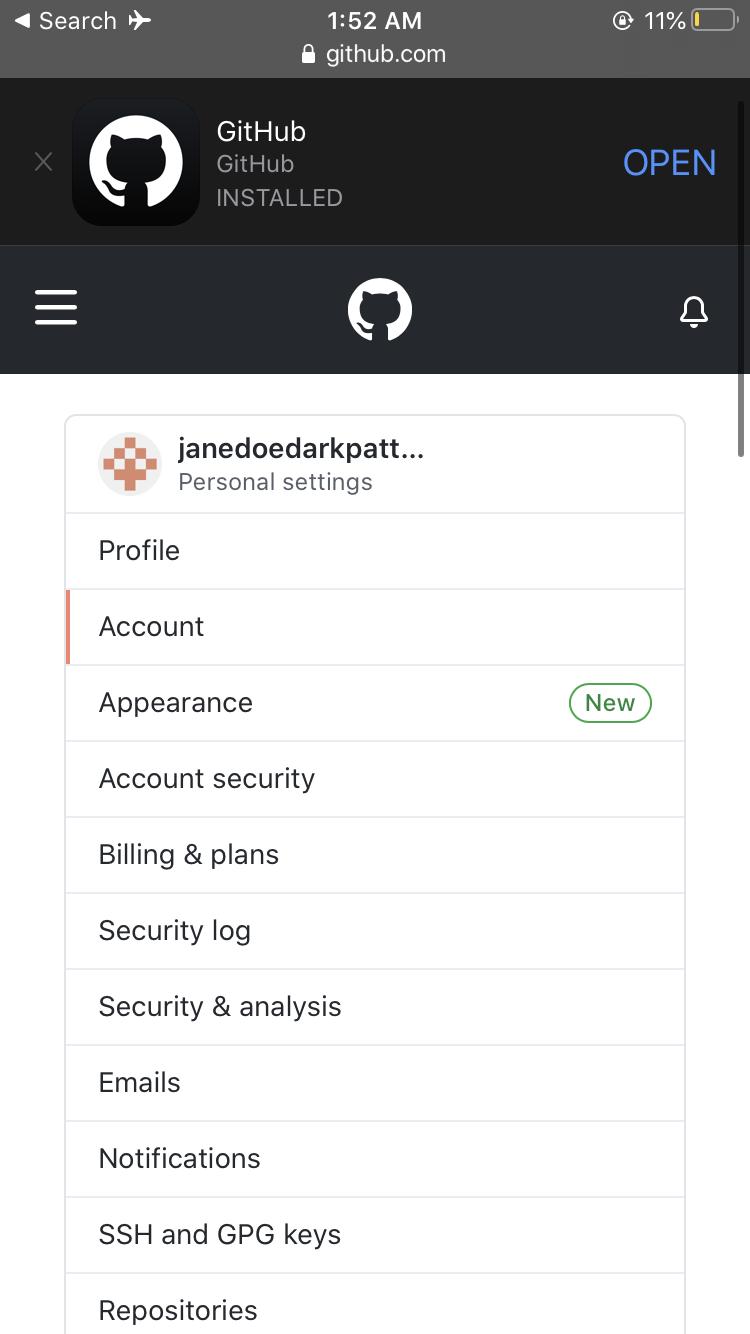 Search
1:52 AM
11%
github.com
GitHub
GitHub
INSTALLED
OPEN
janedoedarkpatt...
Personal settings
Profile
Account
Appearance
New
Account security
Billing & plans
Security log
Security & analysis
Emails
Notifications
SSH and GPG keys
Repositories